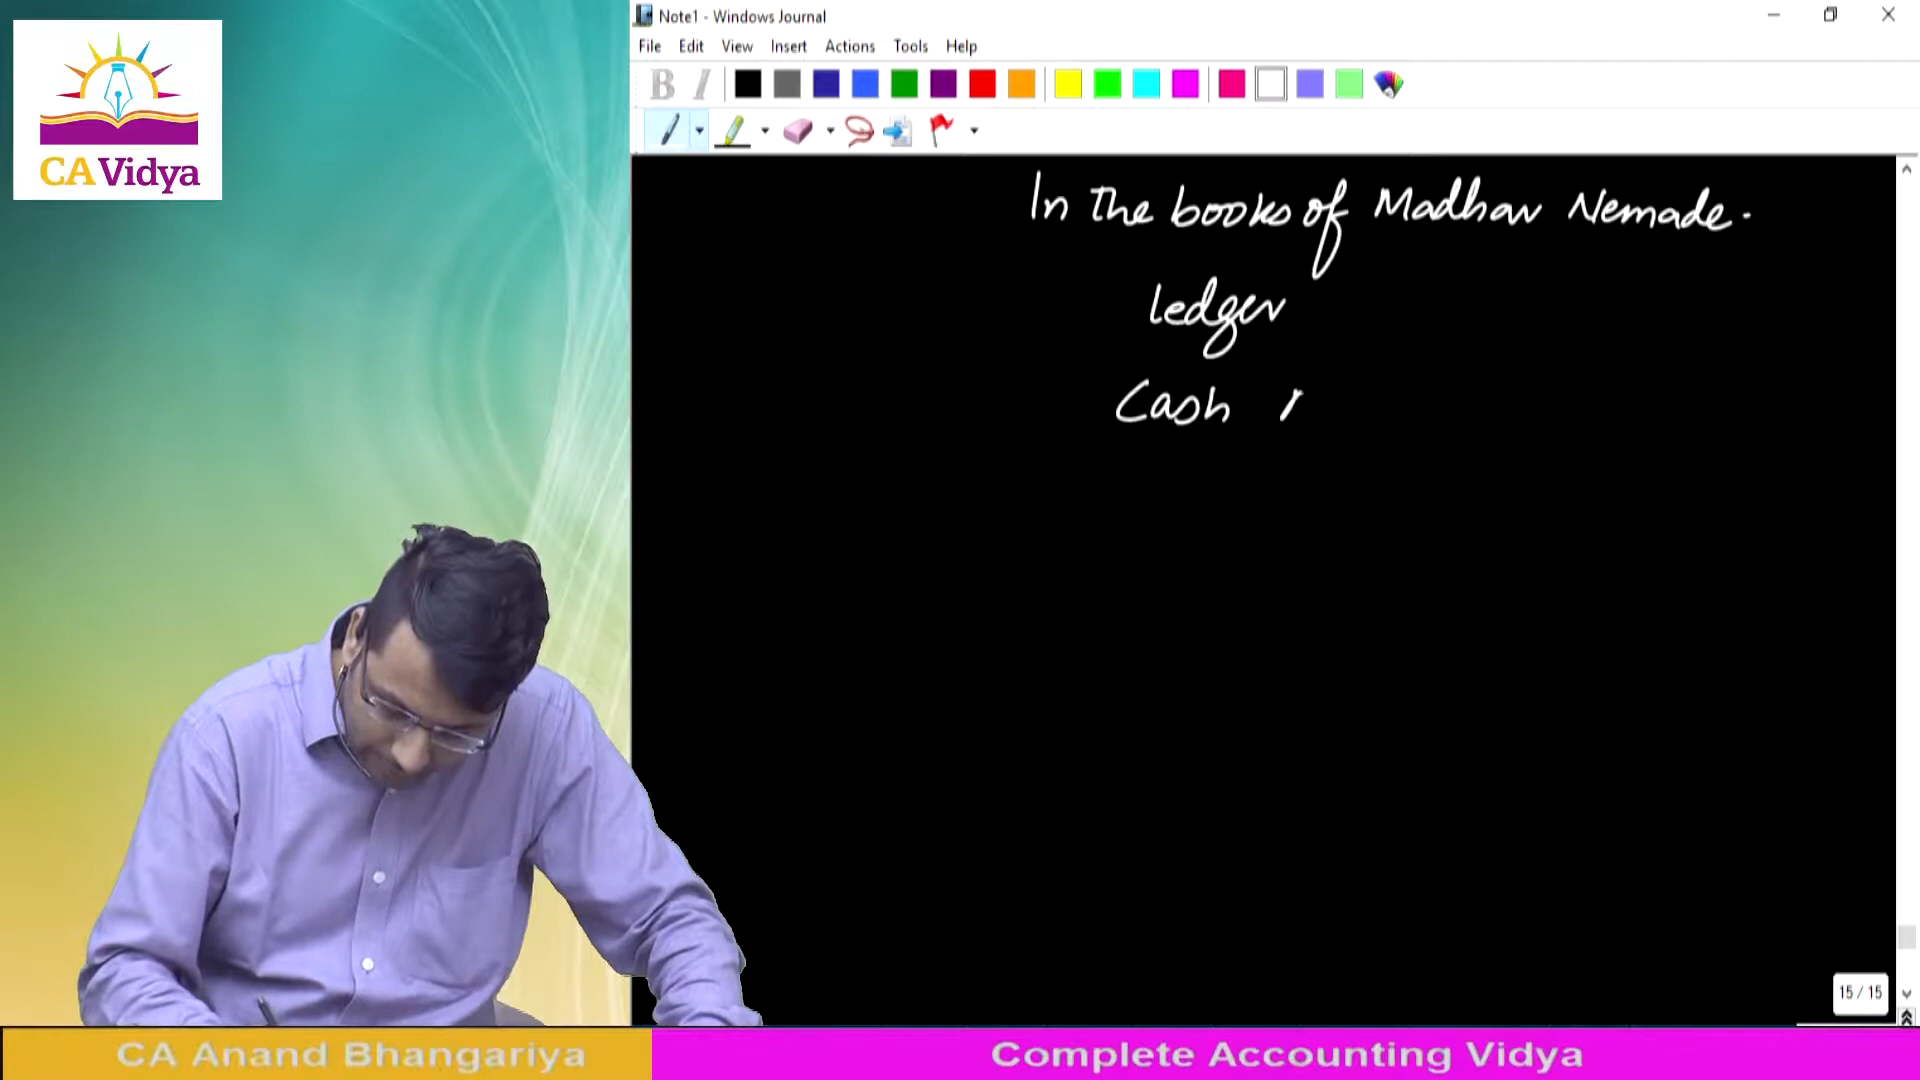 CA Vidya
Note1 - Windows Journal
File Edit View Insert Actions Tools Help
B I
In the books of Madhav Nemade.
Ledger
Cash
15 / 15
CA Anand Bhangariya
Complete Accounting Vidya